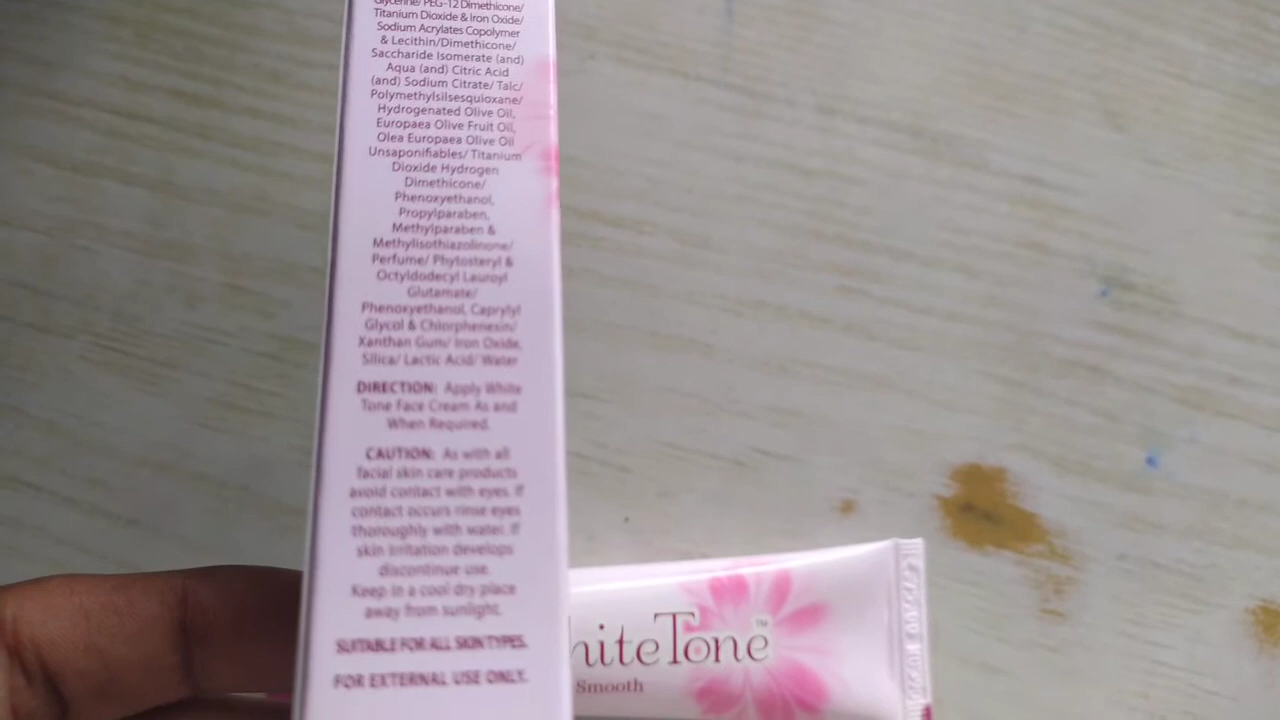 Glycerine/ PEG-12 Dimethicone/
Titanium Dioxide & Iron Oxide/
Sodium Acrylates Copolymer
& Lecithin/Dimethicone/
Saccharide Isomerate (and)
Aqua (and) Citric Acid
(and) Sodium Citrate/ Talc/
Polymethylsilsesquioxane/
Hydrogenated Olive Oil,
Europaea Olive Fruit Oil,
Olea Europaea Olive Oil
Unsaponifiables/ Titanium
Dioxide Hydrogen
Dimethicone/
Phenoxyethanol,
Propylparaben,
Methylparaben &
Methylisothiazolinone/
Perfume/ Phytosteryl &
Octyldodecyl Lauroyl
Glutamate/
Phenoxyethanol, Caprylyl
Glycol & Chlorphenesin/
Xanthan Gum/ Iron Oxide,
Silica/ Lactic Acid/ Water
DIRECTION: Apply White
Tone Face Cream As and
When Required.
CAUTION: As with all
facial skin care products
avoid contact with eyes. If
contact occurs rinse eyes
thoroughly with water. If
skin irritation develops
discontinue use.
Keep in a cool dry place
away from sunlight.
SUITABLE FOR ALL SKIN TYPES.
FOR EXTERNAL USE ONLY.
hiteTone™
Smooth